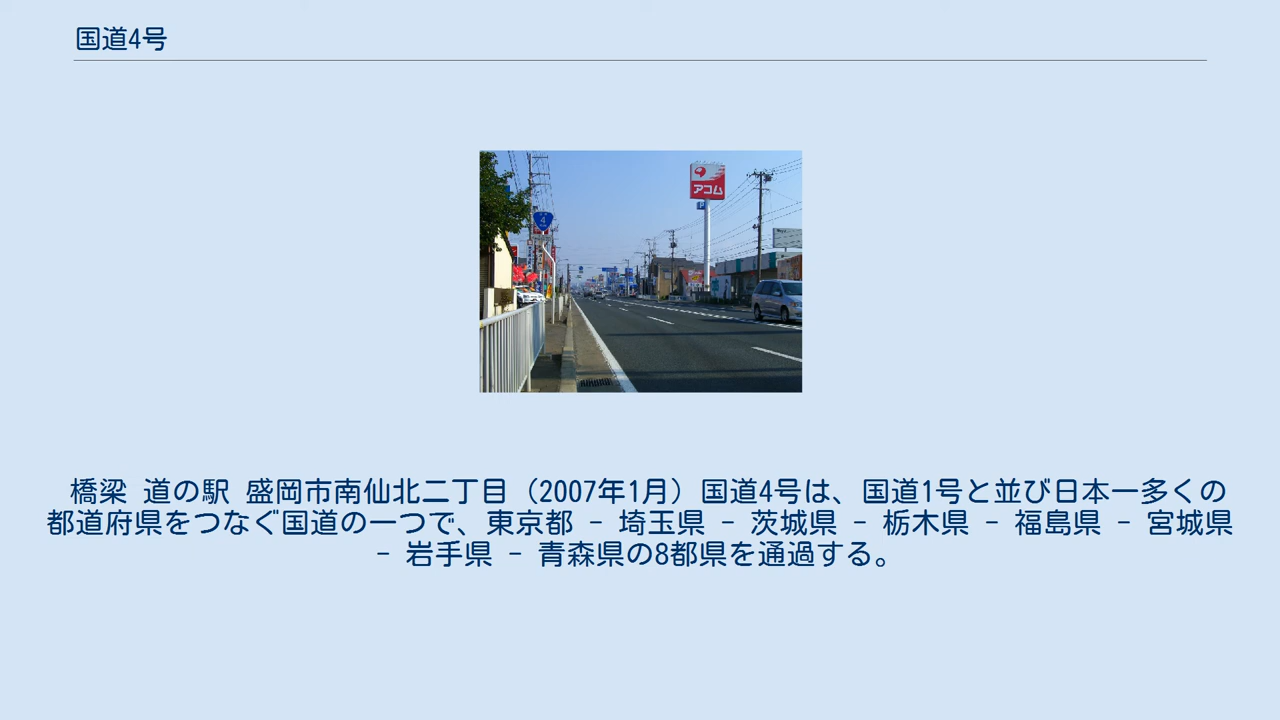 国道4号
アコム
P
4
橋梁 道の駅 盛岡市南仙北二丁目（2007年1月）国道4号は、国道1号と並び日本一多くの
都道府県をつなぐ国道の一つで、東京都 － 埼玉県 － 茨城県 － 栃木県 － 福島県 － 宮城県
－ 岩手県 － 青森県の8都県を通過する。